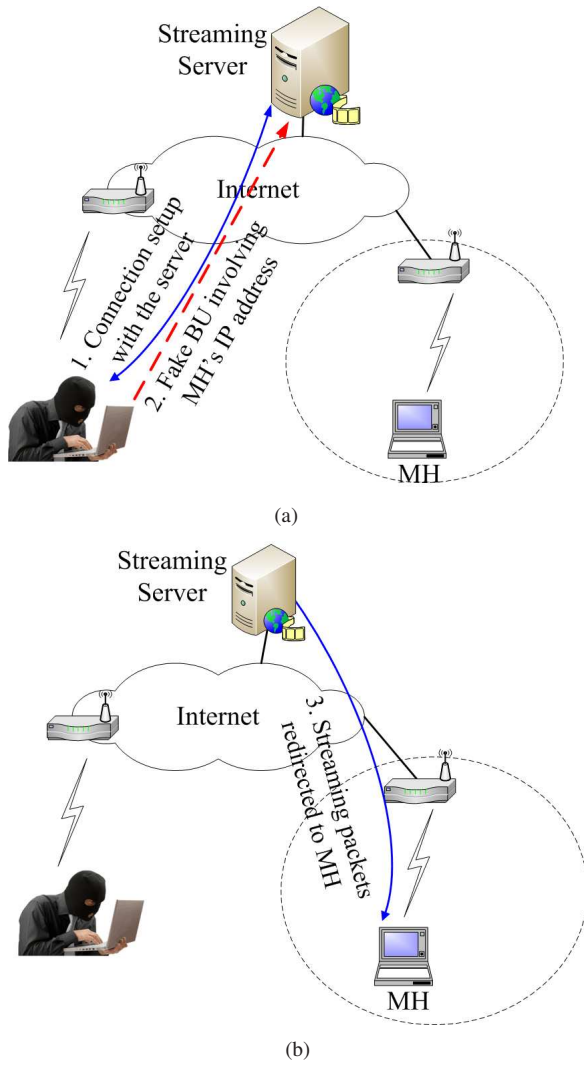 Streaming
Server
Internet
1. Connection setup
with the server
2. Fake BU involving
MH's IP address
MH
(a)
Streaming
Server
Internet
3. Streaming packets
redirected to MH
MH
(b)